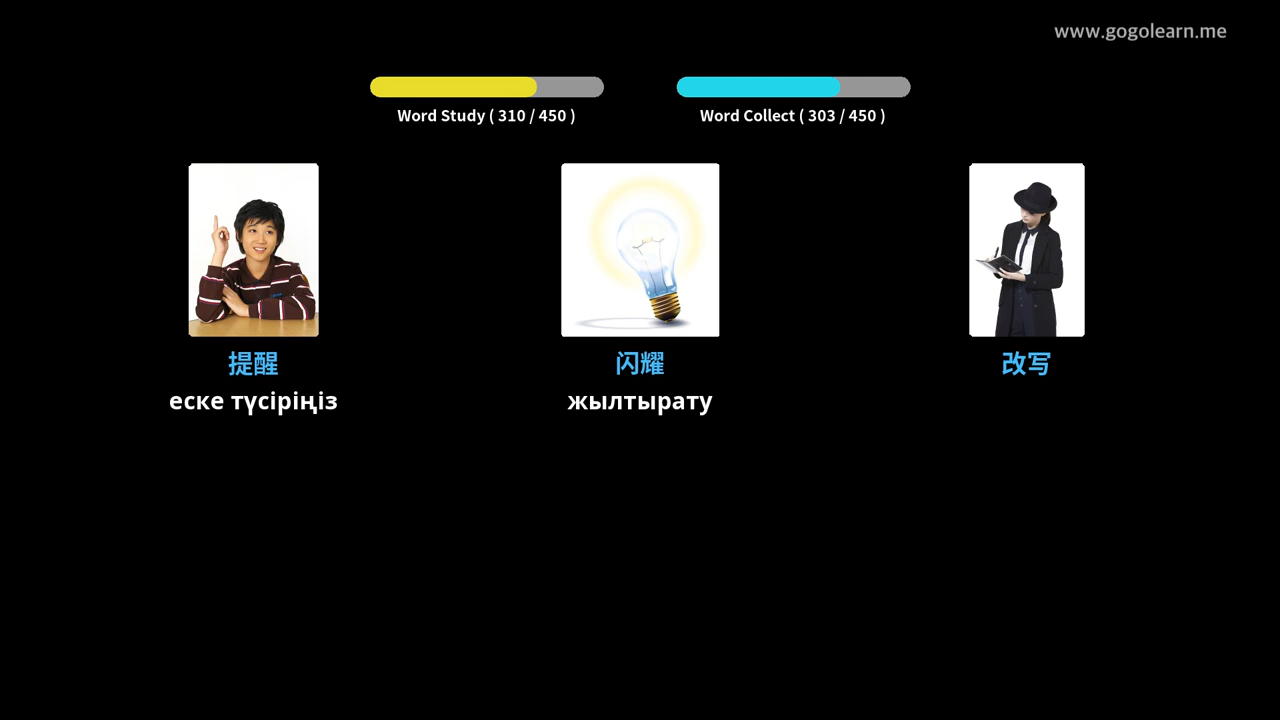 www.gogolearn.me
Word Study ( 310 / 450 )
Word Collect ( 303 / 450 )
提醒
闪耀
改写
еске түсіріңіз
жылтырату